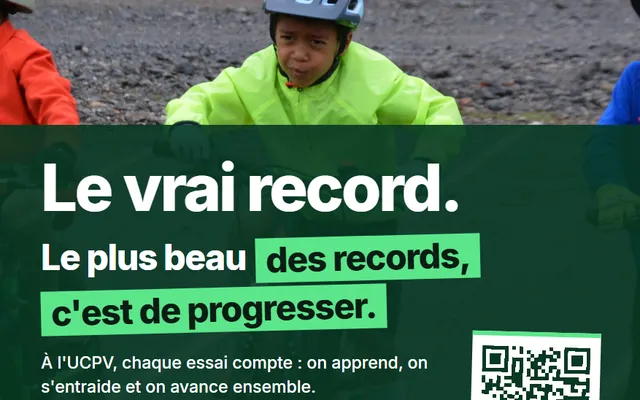 Le vrai record.
Le plus beau des records,
c'est de progresser.
À l'UCPV, chaque essai compte : on apprend, on
s'entraide et on avance ensemble.